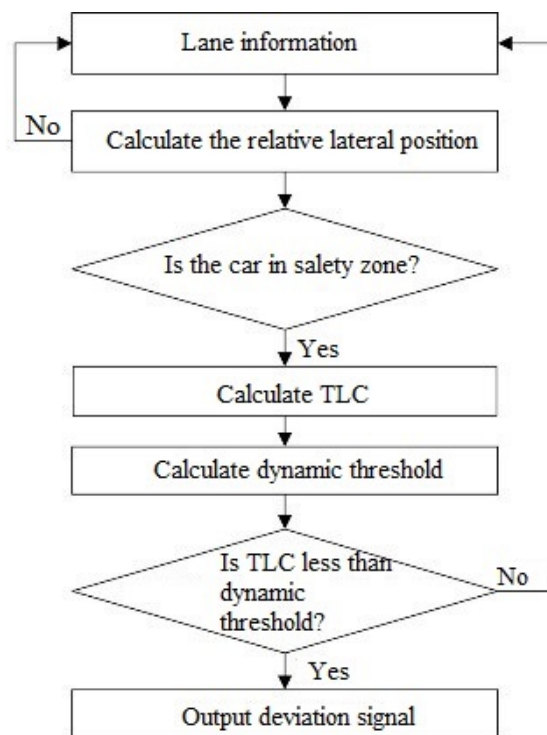 Lane information
No
Calculate the relative lateral position
Is the car in salety zone?
Yes
Calculate TLC
Calculate dynamic threshold
Is TLC less than
dynamic
threshold?
No
Yes
Output deviation signal